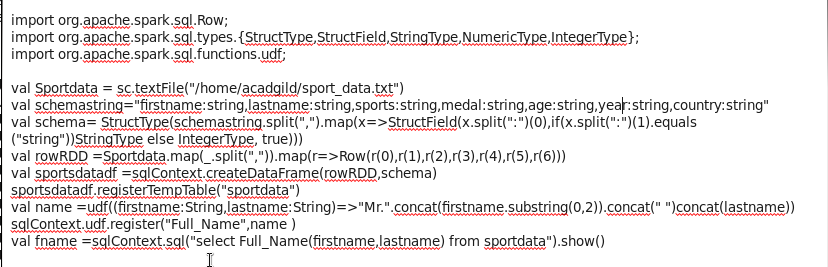 import org.apache.spark.sql.Row;
import org.apache.spark.sql.types.{StructType,StructField,StringType,NumericType,IntegerType};
import org.apache.spark.sql.functions.udf;
val Sportdata = sc.textFile("/home/acadgild/sport_data.txt")
val schemastring="firstname:string,lastname:string,sports:string,medal:string,age:string,year:string,country:string"
val schema= StructType(schemastring.split(",").map(x=>StructField(x.split(":")(0),if(x.split(":")(1).equals
("string"))StringType else IntegerType, true)))
val rowRDD =Sportdata.map(_.split(",")).map(r=>Row(r(0),r(1),r(2),r(3),r(4),r(5),r(6)))
val sportsdatadf =sqlContext.createDataFrame(rowRDD,schema)
sportsdatadf.registerTempTable("sportdata")
val name =udf((firstname:String,lastname:String)=>"Mr.".concat(firstname.substring(0,2)).concat(" ")concat(lastname))
sqlContext.udf.register("Full_Name",name )
val fname =sqlContext.sql("select Full_Name(firstname,lastname) from sportdata").show()